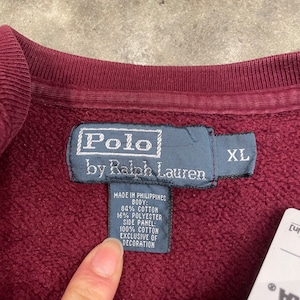 Polo
by Ralph Lauren
XL
MADE IN PHILIPPINES
BODY:
84% COTTON
16% POLYESTER
SIDE PANEL:
100% COTTON
EXCLUSIVE OF
DECORATION